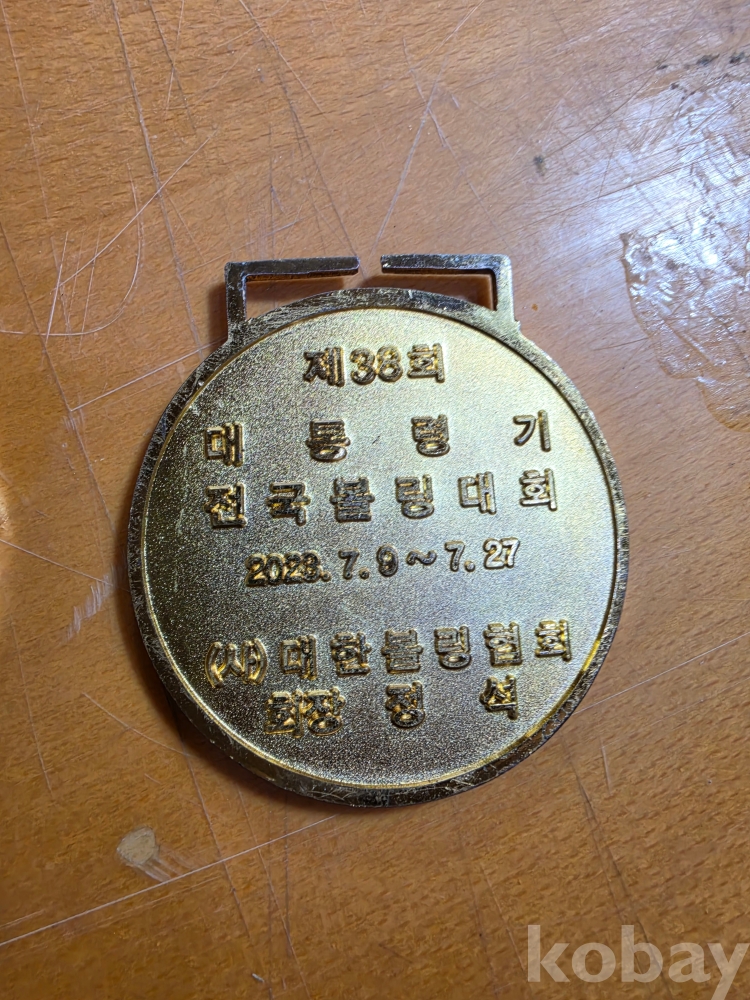 제38회
대 통 령 기
전국볼링대회
2023. 7. 9 ~ 7. 27
(사)대한볼링협회
회장 정 석
kobay